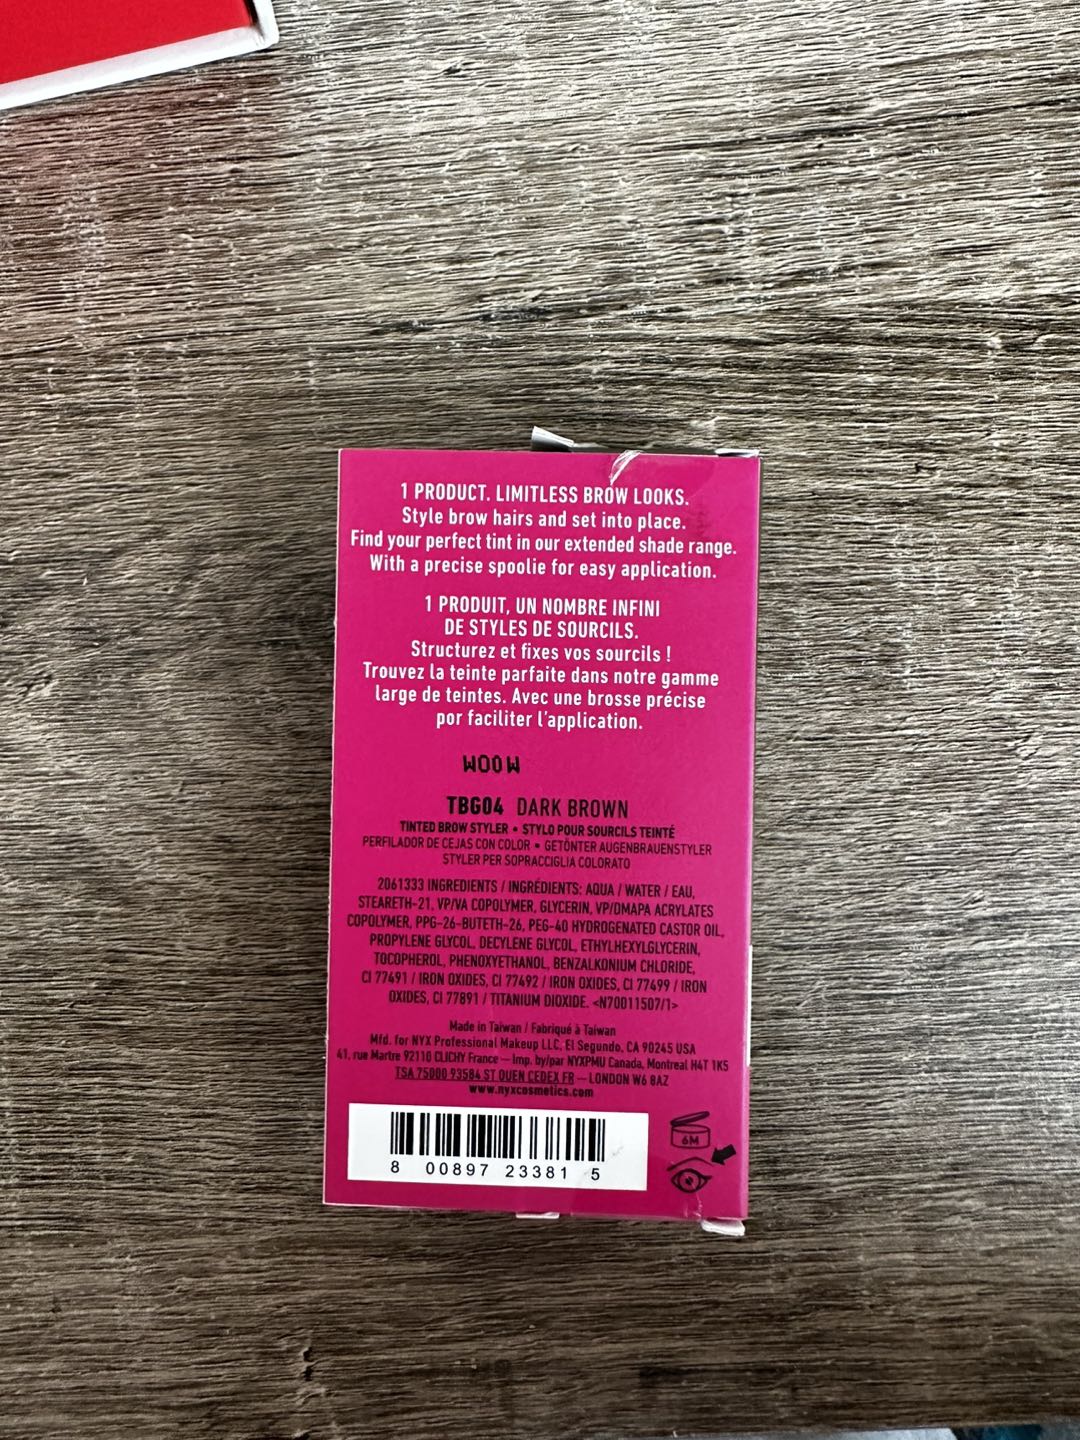 1 PRODUCT. LIMITLESS BROW LOOKS.
Style brow hairs and set into place.
Find your perfect tint in our extended shade range.
With a precise spoolie for easy application.
1 PRODUIT, UN NOMBRE INFINI
DE STYLES DE SOURCILS.
Structurez et fixes vos sourcils !
Trouvez la teinte parfaite dans notre gamme
large de teintes. Avec une brosse précise
por faciliter l'application.
WOOW
TBG04 DARK BROWN
TINTED BROW STYLER • STYLO POUR SOURCILS TEINTÉ
PERFILADOR DE CEJAS CON COLOR • GETÖNTER AUGENBRAUENSTYLER
STYLER PER SOPRACCIGLIA COLORATO
2061333 INGREDIENTS / INGRÉDIENTS: AQUA / WATER / EAU,
STEARETH-21, VP/VA COPOLYMER, GLYCERIN, VP/DMAPA ACRYLATES
COPOLYMER, PPG-26-BUTETH-26, PEG-40 HYDROGENATED CASTOR OIL,
PROPYLENE GLYCOL, DECYLENE GLYCOL, ETHYLHEXYLGLYCERIN,
TOCOPHEROL, PHENOXYETHANOL, BENZALKONIUM CHLORIDE,
CI 77491 / IRON OXIDES, CI 77492 / IRON OXIDES, CI 77499 / IRON
OXIDES, CI 77891 / TITANIUM DIOXIDE. <N70011507/1>
Made in Taiwan / Fabriqué à Taiwan
Mfd. for NYX Professional Makeup LLC, El Segundo, CA 90245 USA
41, rue Martre 92110 CLICHY France — Imp. by/par NYXPMU Canada, Montreal H4T 1K5
TSA 75000 93584 ST OUEN CEDEX FR — LONDON W6 8AZ
www.nyxcosmetics.com
8 00897 23381 5
6M